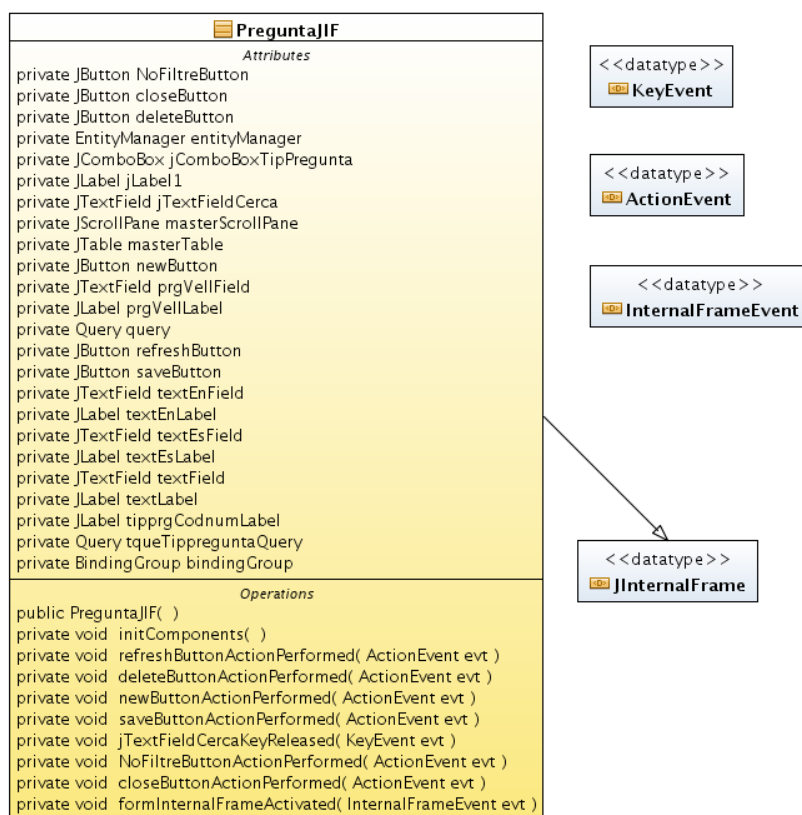 PreguntaJIF
Attributes
private JButton NoFiltreButton
private JButton closeButton
private JButton deleteButton
private EntityManager entityManager
private JComboBox jComboBoxTipPregunta
private JLabel jLabel1
private JTextField jTextFieldCerca
private JScrollPane masterScrollPane
private JTable masterTable
private JButton newButton
private JTextField prgVellField
private JLabel prgVellLabel
private Query query
private JButton refreshButton
private JButton saveButton
private JTextField textEnField
private JLabel textEnLabel
private JTextField textEsField
private JLabel textEsLabel
private JTextField textField
private JLabel textLabel
private JLabel tipprgCodnumLabel
private Query tqueTippreguntaQuery
private BindingGroup bindingGroup
Operations
public PreguntaJIF( )
private void initComponents( )
private void refreshButtonActionPerformed( ActionEvent evt )
private void deleteButtonActionPerformed( ActionEvent evt )
private void newButtonActionPerformed( ActionEvent evt )
private void saveButtonActionPerformed( ActionEvent evt )
private void jTextFieldCercaKeyReleased( KeyEvent evt )
private void NoFiltreButtonActionPerformed( ActionEvent evt )
private void closeButtonActionPerformed( ActionEvent evt )
private void formInternalFrameActivated( InternalFrameEvent evt )
<<datatype>>
KeyEvent
<<datatype>>
ActionEvent
<<datatype>>
InternalFrameEvent
<<datatype>>
JInternalFrame